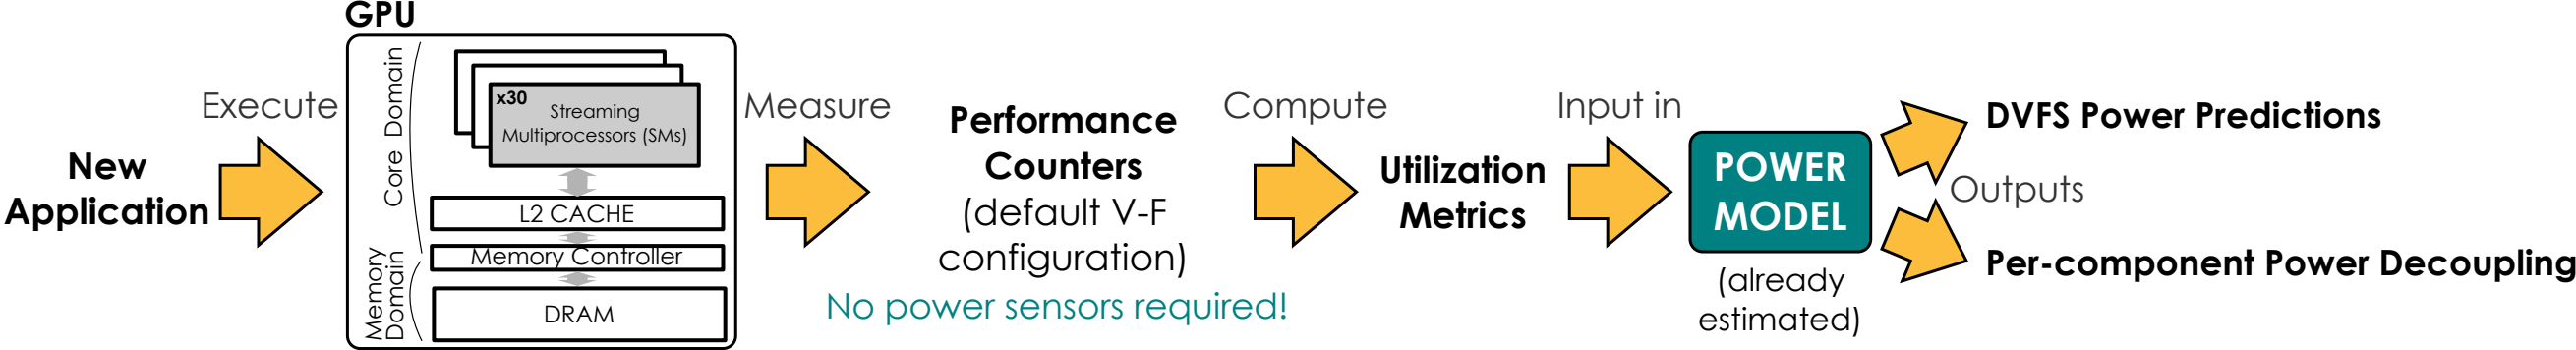 New
Application
Execute
GPU
Core Domain
Memory
Domain
x30
Streaming
Multiprocessors (SMs)
L2 CACHE
Memory Controller
DRAM
Measure
Performance
Counters
(default V-F
configuration)
No power sensors required!
Compute
Utilization
Metrics
Input in
POWER
MODEL
(already
estimated)
Outputs
DVFS Power Predictions
Per-component Power Decoupling